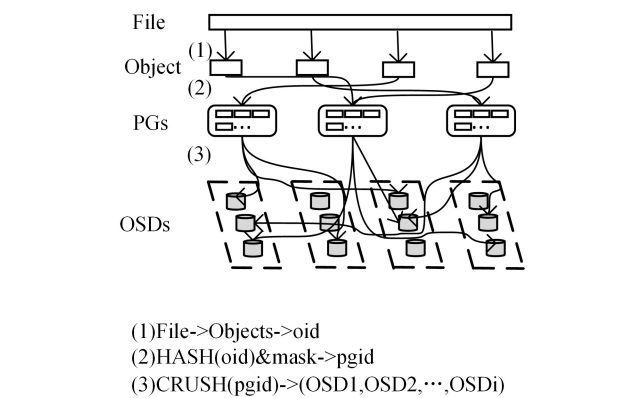 File
(1)
Object
(2)
PGs
...
...
...
(3)
OSDs
(1)File->Objects->oid
(2)HASH(oid)&mask->pgid
(3)CRUSH(pgid)->(OSD1,OSD2,⋯,OSDi)